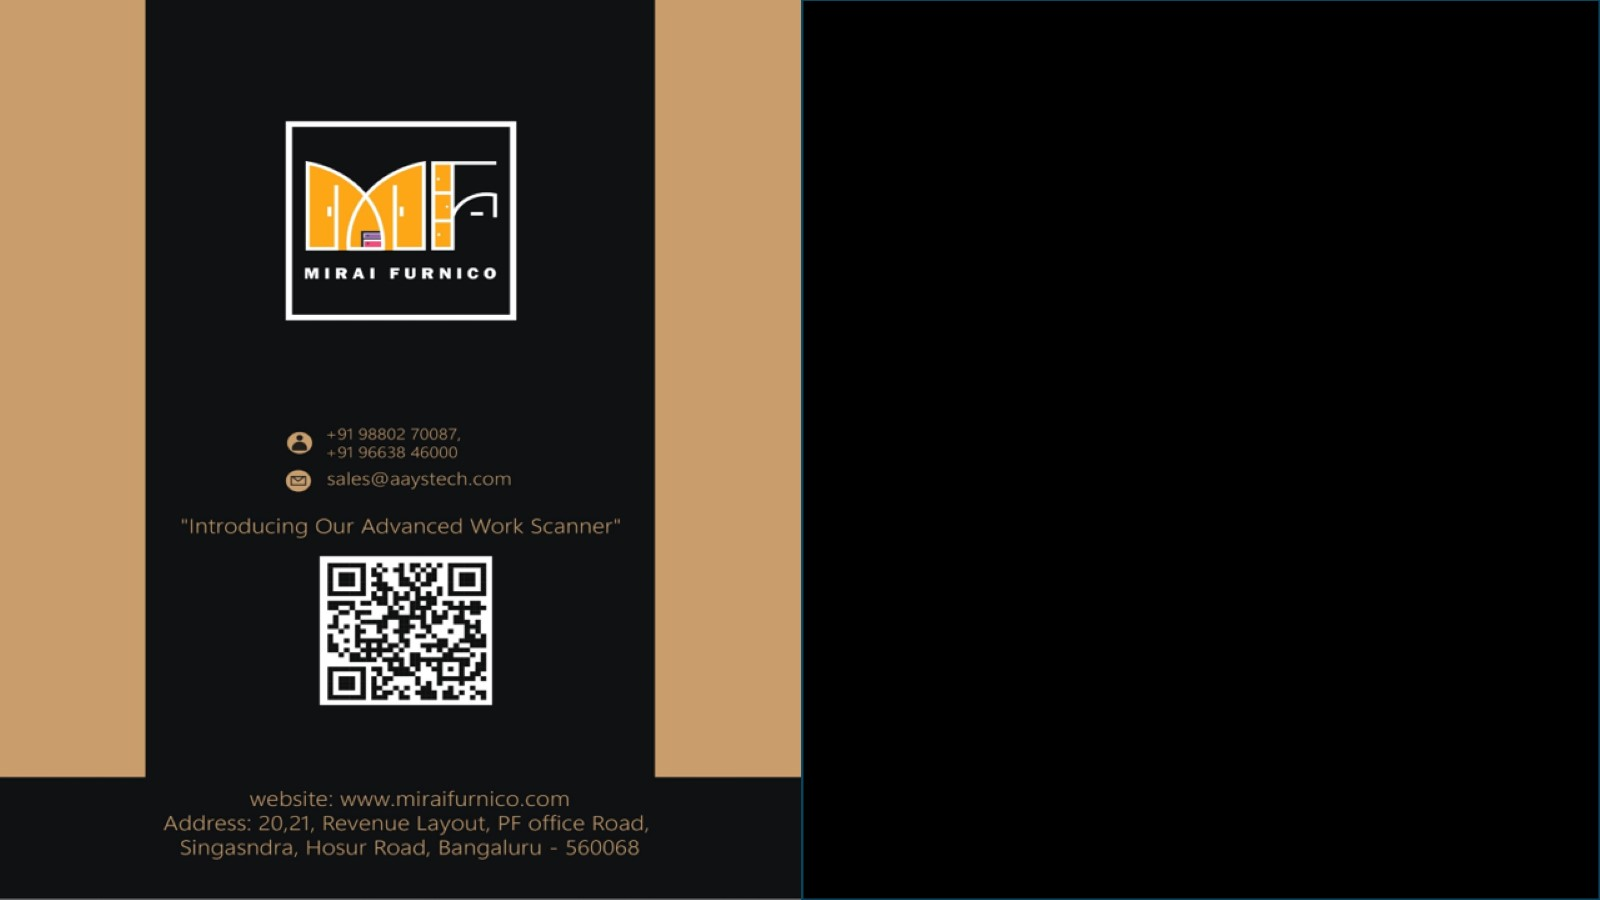 MIRAI FURNICO
+91 98802 70087,
+91 96638 46000
sales@aaystech.com
"Introducing Our Advanced Work Scanner"
website: www.miraifurnico.com
Address: 20,21, Revenue Layout, PF office Road,
Singasndra, Hosur Road, Bangaluru - 560068